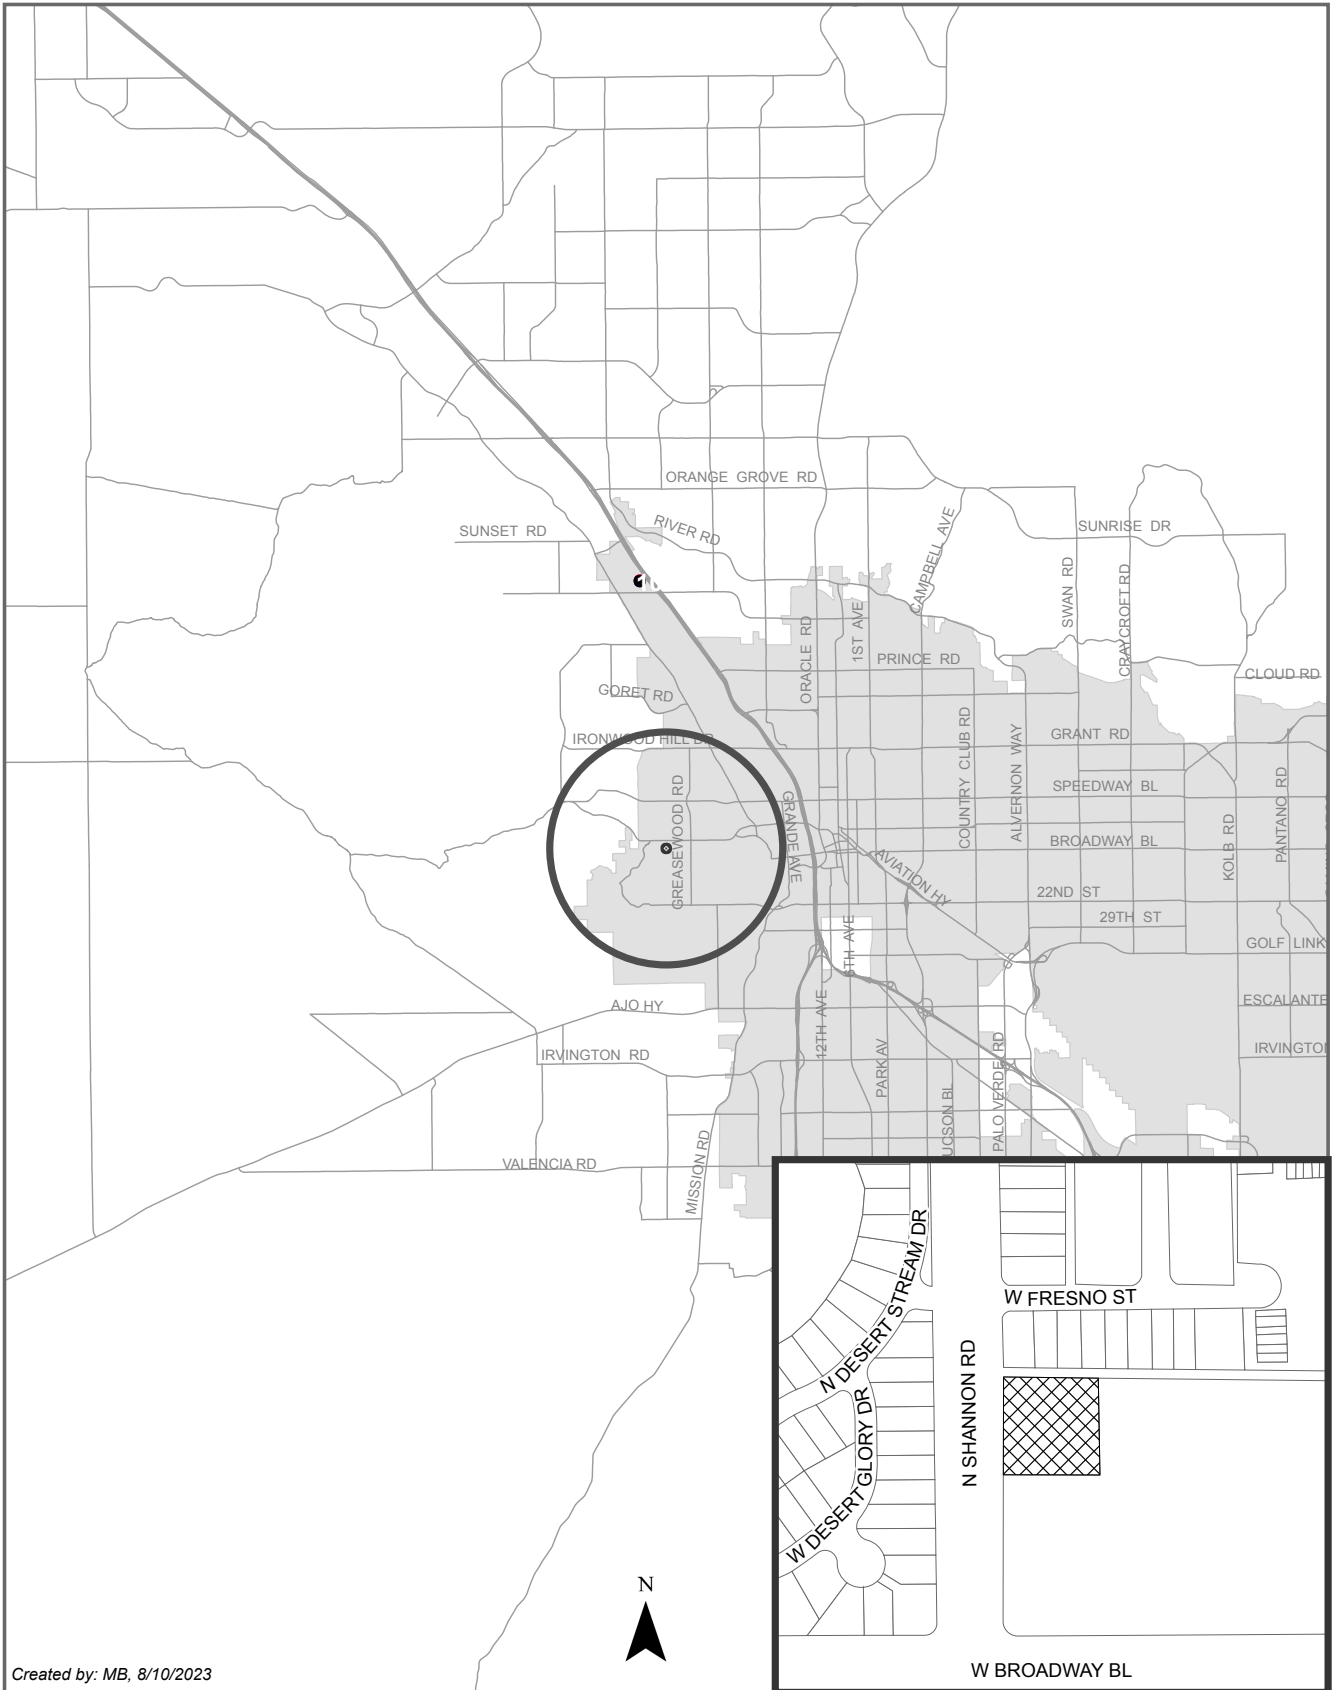 ORANGE GROVE RD
SUNSET RD
RIVER RD
SUNRISE DR
CAMPBELL AVE
SWAN RD
CRAYCROFT RD
1ST AVE
ORACLE RD
PRINCE RD
CLOUD RD
GORET RD
IRONWOOD HILL DR
COUNTRY CLUB RD
ALVERNON WAY
GRANT RD
SPEEDWAY BL
PANTANO RD
GREASEWOOD RD
GRANDE AVE
BROADWAY BL
KOLB RD
AVIATION HY
22ND ST
29TH ST
6TH AVE
GOLF LINK
AJO HY
12TH AVE
ESCALANTE
IRVINGTON RD
PARK AV
PALO VERDE RD
IRVINGTO
UCSON BL
VALENCIA RD
MISSION RD
N DESERT STREAM DR
W FRESNO ST
N SHANNON RD
W DESERT GLORY DR
W BROADWAY BL
N
Created by: MB, 8/10/2023